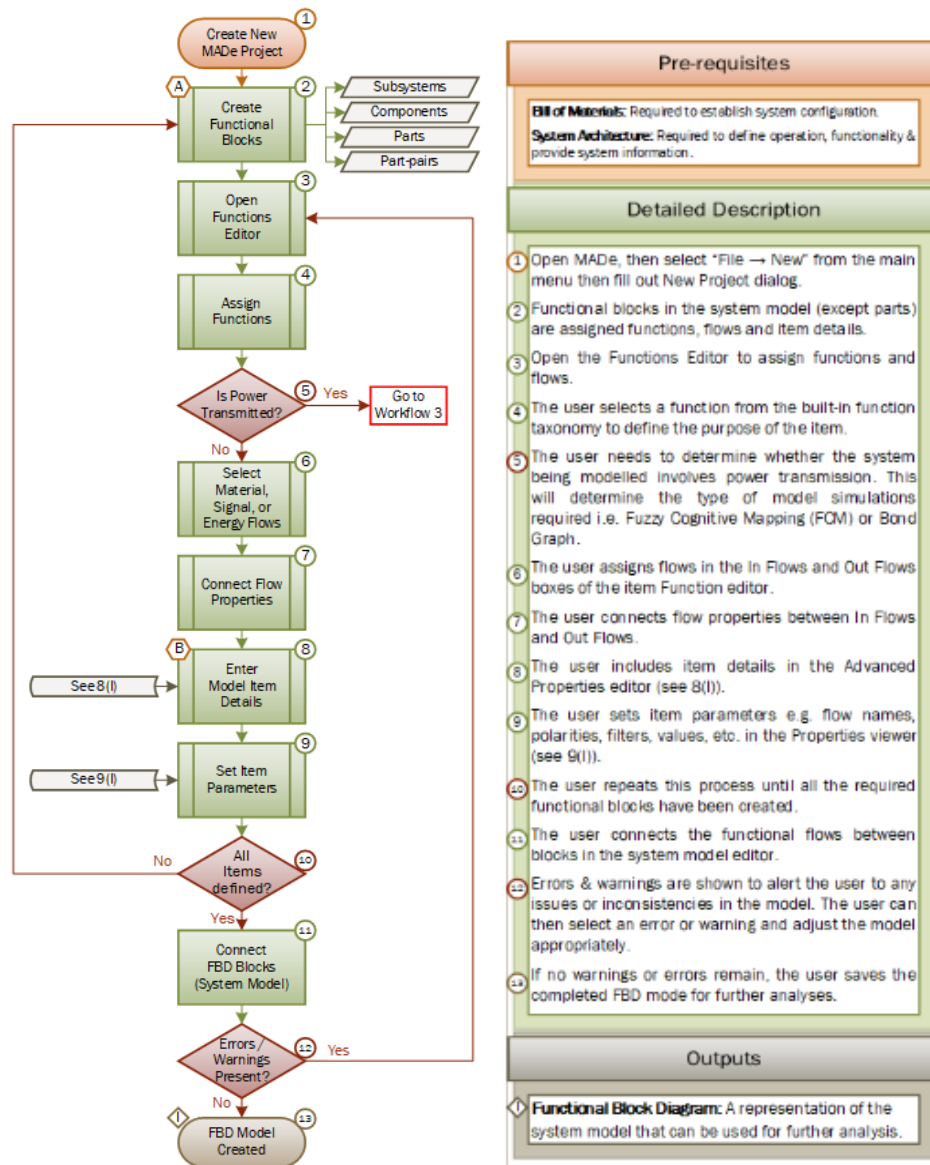 1
Create New
MADe Project
A
2
Create
Functional
Blocks
Subsystems
Components
Parts
Part-pairs
3
Open
Functions
Editor
4
Assign
Functions
5
Is Power
Transmitted?
Yes
Go to
Workflow 3
No
6
Select
Material,
Signal, or
Energy Flows
7
Connect Flow
Properties
B
8
Enter
Model Item
Details
See 8(I)
9
Set Item
Parameters
See 9(I)
10
All
Items
defined?
No
Yes
11
Connect
FBD Blocks
(System Model)
12
Errors /
Warnings
Present?
Yes
No
I
13
FBD Model
Created
Pre-requisites
Bill of Materials: Required to establish system configuration.
System Architecture: Required to define operation, functionality &
provide system information.
Detailed Description
1 Open MADe, then select “File → New” from the main
menu then fill out New Project dialog.
2 Functional blocks in the system model (except parts)
are assigned functions, flows and item details.
3 Open the Functions Editor to assign functions and
flows.
4 The user selects a function from the built-in function
taxonomy to define the purpose of the item.
5 The user needs to determine whether the system
being modelled involves power transmission. This
will determine the type of model simulations
required i.e. Fuzzy Cognitive Mapping (FCM) or Bond
Graph.
6 The user assigns flows in the In Flows and Out Flows
boxes of the item Function editor.
7 The user connects flow properties between In Flows
and Out Flows.
8 The user includes item details in the Advanced
Properties editor (see 8(I)).
9 The user sets item parameters e.g. flow names,
polarities, filters, values, etc. in the Properties viewer
(see 9(I)).
10 The user repeats this process until all the required
functional blocks have been created.
11 The user connects the functional flows between
blocks in the system model editor.
12 Errors & warnings are shown to alert the user to any
issues or inconsistencies in the model. The user can
then select an error or warning and adjust the model
appropriately.
13 If no warnings or errors remain, the user saves the
completed FBD mode for further analyses.
Outputs
I Functional Block Diagram: A representation of the
system model that can be used for further analysis.